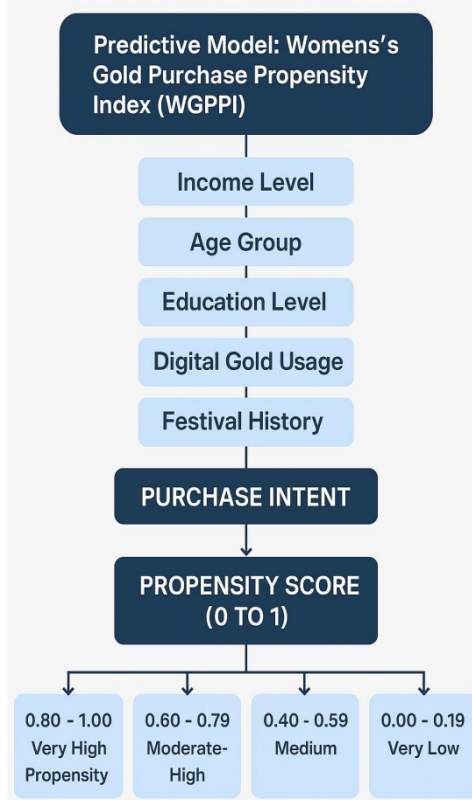 Predictive Model: Womens’s
Gold Purchase Propensity
Index (WGPPI)
Income Level
Age Group
Education Level
Digital Gold Usage
Festival History
PURCHASE INTENT
PROPENSITY SCORE
(0 TO 1)
0.80 - 1.00
Very High
Propensity
0.60 - 0.79
Moderate-
High
0.40 - 0.59
Medium
0.00 - 0.19
Very Low